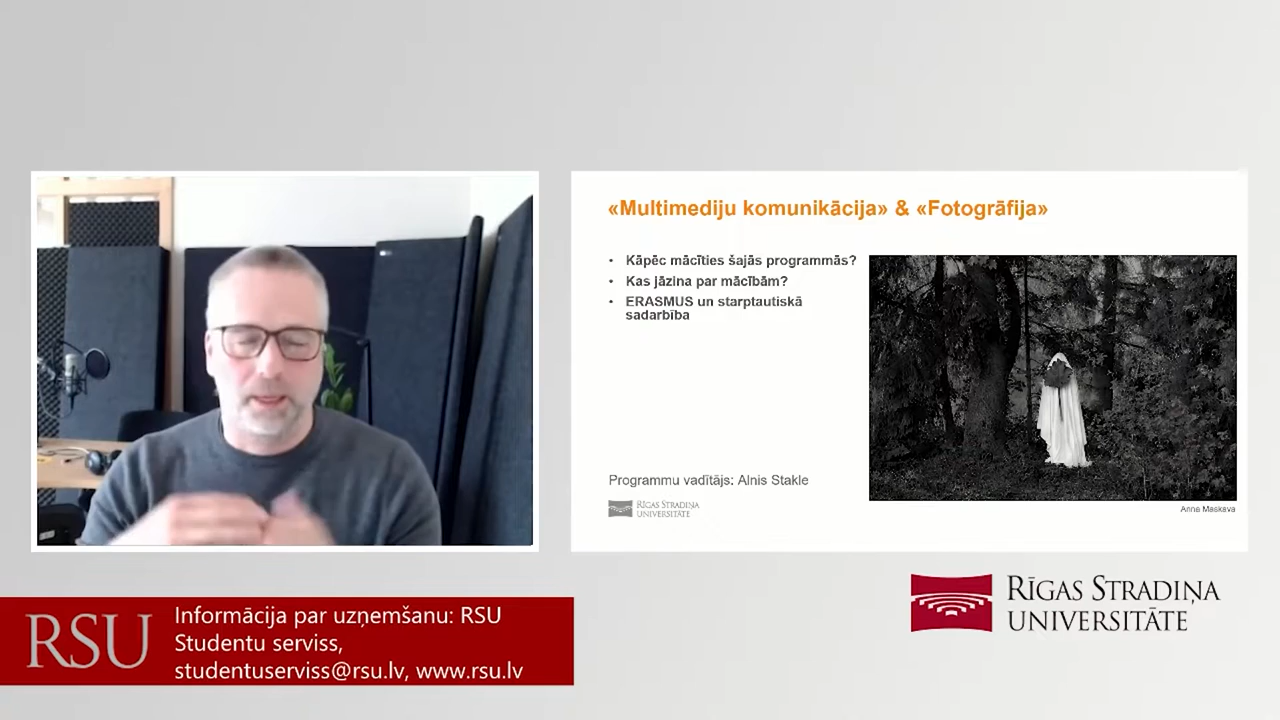 «Multimediju komunikācija» & «Fotogrāfija»
• Kāpēc mācīties šajās programmās?
• Kas jāzina par mācībām?
• ERASMUS un starptautiskā
sadarbība
Programmu vadītājs: Alnis Stakle
RĪGAS STRADIŅA
UNIVERSITĀTE
Anna Maskava
RSU
Informācija par uzņemšanu: RSU
Studentu serviss,
studentuserviss@rsu.lv, www.rsu.lv
RĪGAS STRADIŅA
UNIVERSITĀTE